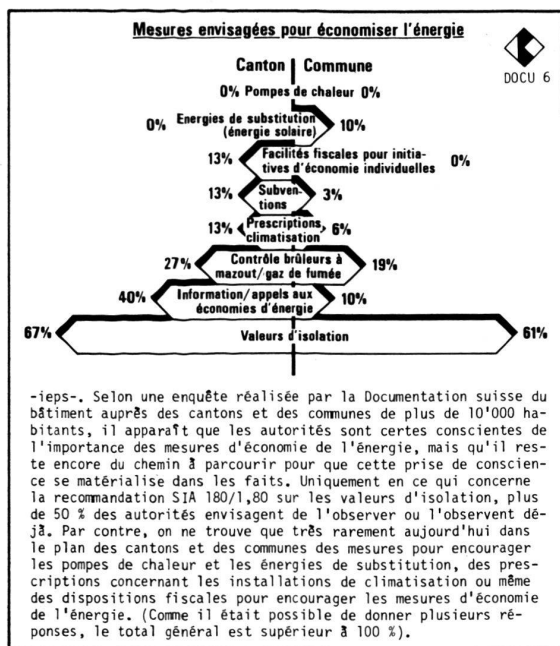 Mesures envisagées pour économiser l'énergie
DOCU 6
Canton | Commune
0% Pompes de chaleur 0%
0% Energies de substitution 10%
(énergie solaire)
13% Facilités fiscales pour initia- 0%
tives d'économie individuelles
13% Subven- 3%
tions
13% Prescriptions, 6%
climatisation
27% Contrôle brûleurs à 19%
mazout/gaz de fumée
40% Information/appels aux 10%
économies d'énergie
67% Valeurs d'isolation 61%
-ieps-. Selon une enquête réalisée par la Documentation suisse du
bâtiment auprès des cantons et des communes de plus de 10'000 ha-
bitants, il apparaît que les autorités sont certes conscientes de
l'importance des mesures d'économie de l'énergie, mais qu'il res-
te encore du chemin à parcourir pour que cette prise de conscien-
ce se matérialise dans les faits. Uniquement en ce qui concerne
la recommandation SIA 180/1,80 sur les valeurs d'isolation, plus
de 50 % des autorités envisagent de l'observer ou l'observent dé-
jà. Par contre, on ne trouve que très rarement aujourd'hui dans
le plan des cantons et des communes des mesures pour encourager
les pompes de chaleur et les énergies de substitution, des pres-
criptions concernant les installations de climatisation ou même
des dispositions fiscales pour encourager les mesures d'économie
de l'énergie. (Comme il était possible de donner plusieurs ré-
ponses, le total général est supérieur à 100 %).